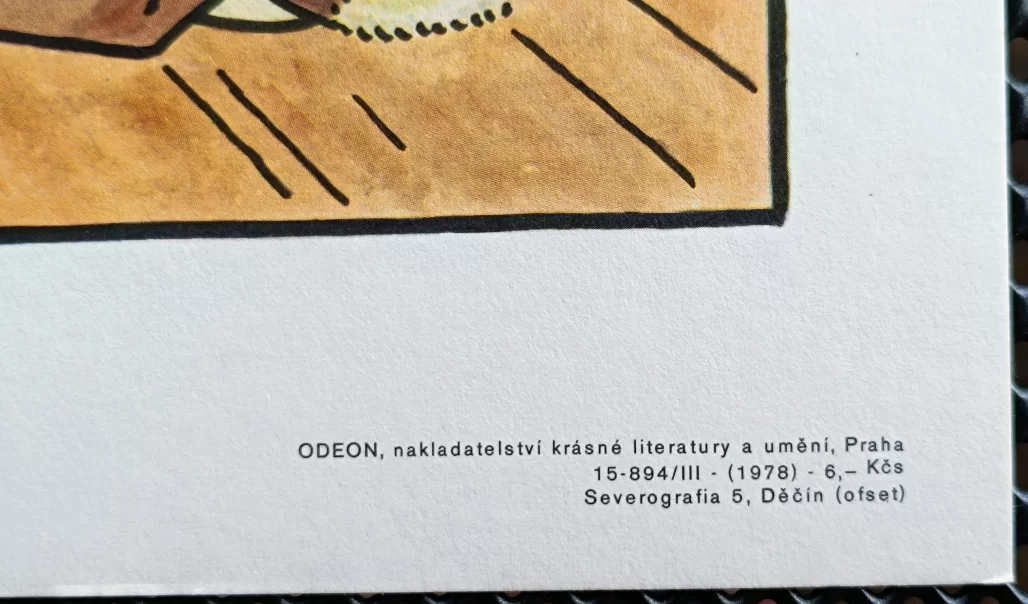 ODEON, nakladatelství krásné literatury a umění, Praha
15-894/III - (1978) - 6,– Kčs
Severografia 5, Děčín (ofset)